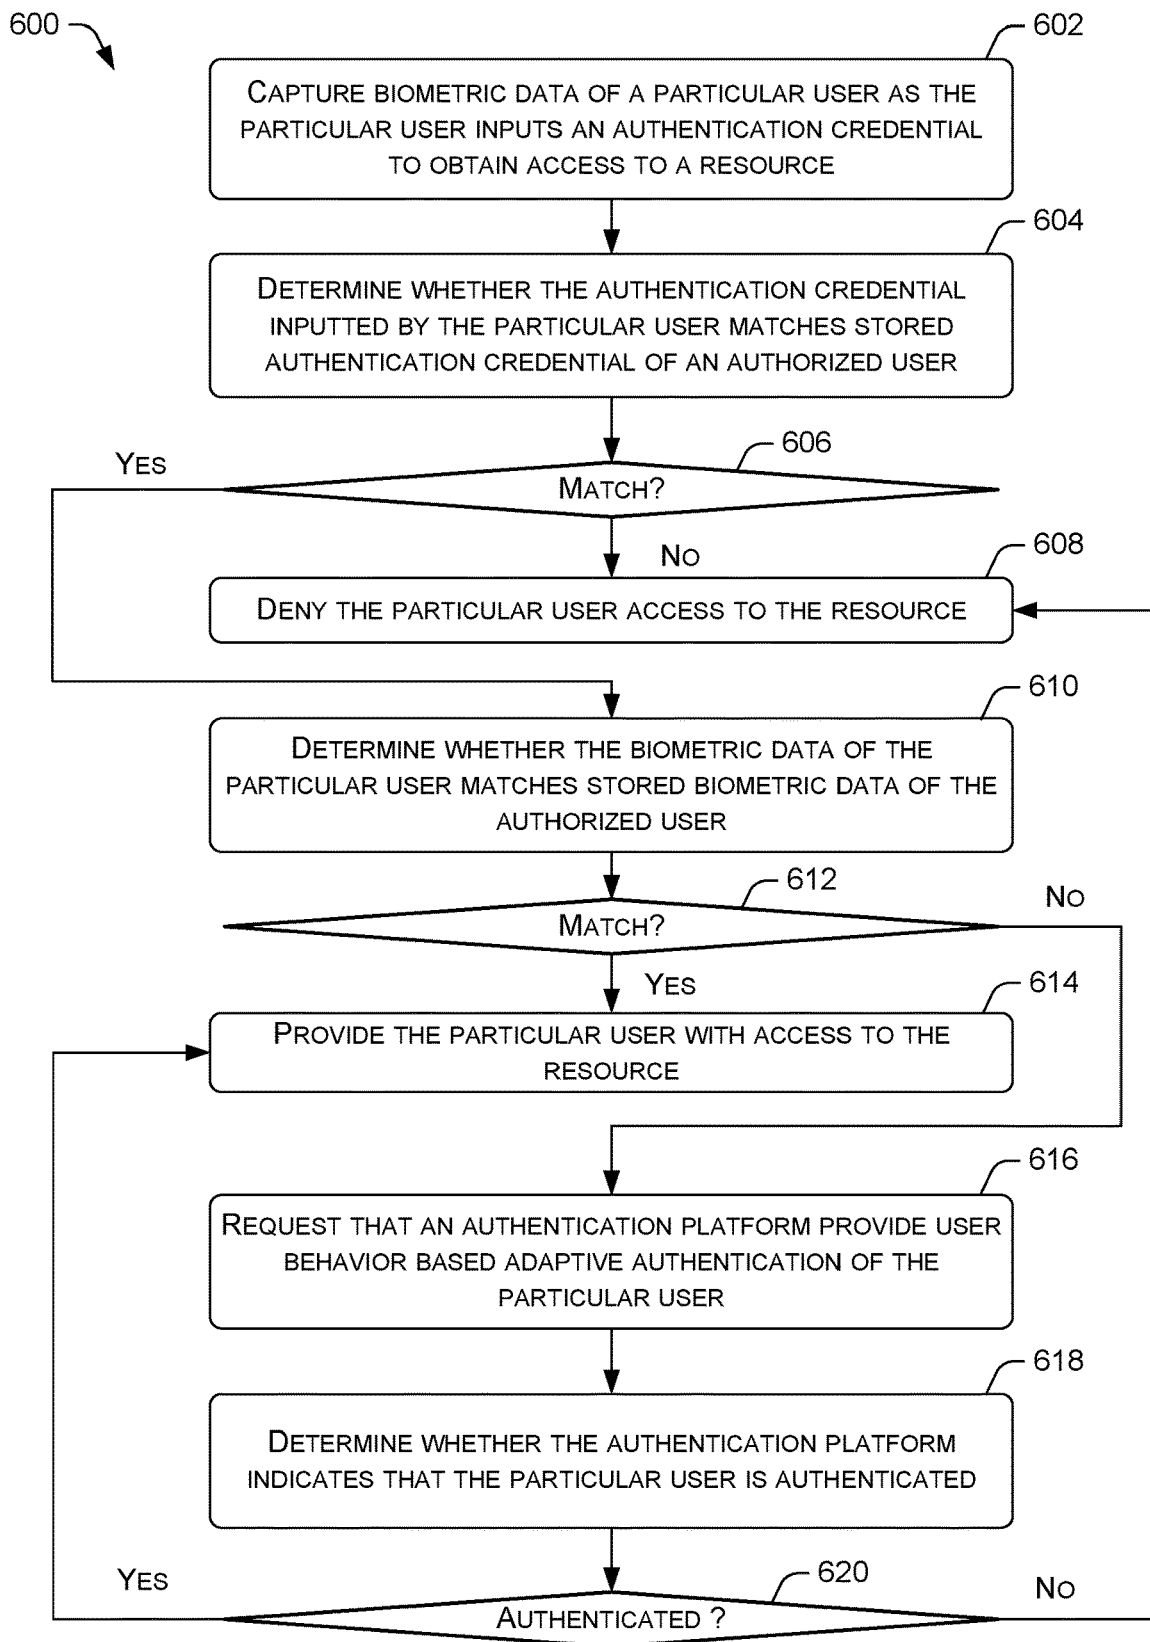 600
602
CAPTURE BIOMETRIC DATA OF A PARTICULAR USER AS THE
PARTICULAR USER INPUTS AN AUTHENTICATION CREDENTIAL
TO OBTAIN ACCESS TO A RESOURCE
604
DETERMINE WHETHER THE AUTHENTICATION CREDENTIAL
INPUTTED BY THE PARTICULAR USER MATCHES STORED
AUTHENTICATION CREDENTIAL OF AN AUTHORIZED USER
606
YES
MATCH?
NO
608
DENY THE PARTICULAR USER ACCESS TO THE RESOURCE
610
DETERMINE WHETHER THE BIOMETRIC DATA OF THE
PARTICULAR USER MATCHES STORED BIOMETRIC DATA OF THE
AUTHORIZED USER
612
NO
MATCH?
YES
614
PROVIDE THE PARTICULAR USER WITH ACCESS TO THE
RESOURCE
616
REQUEST THAT AN AUTHENTICATION PLATFORM PROVIDE USER
BEHAVIOR BASED ADAPTIVE AUTHENTICATION OF THE
PARTICULAR USER
618
DETERMINE WHETHER THE AUTHENTICATION PLATFORM
INDICATES THAT THE PARTICULAR USER IS AUTHENTICATED
YES
620
NO
AUTHENTICATED ?